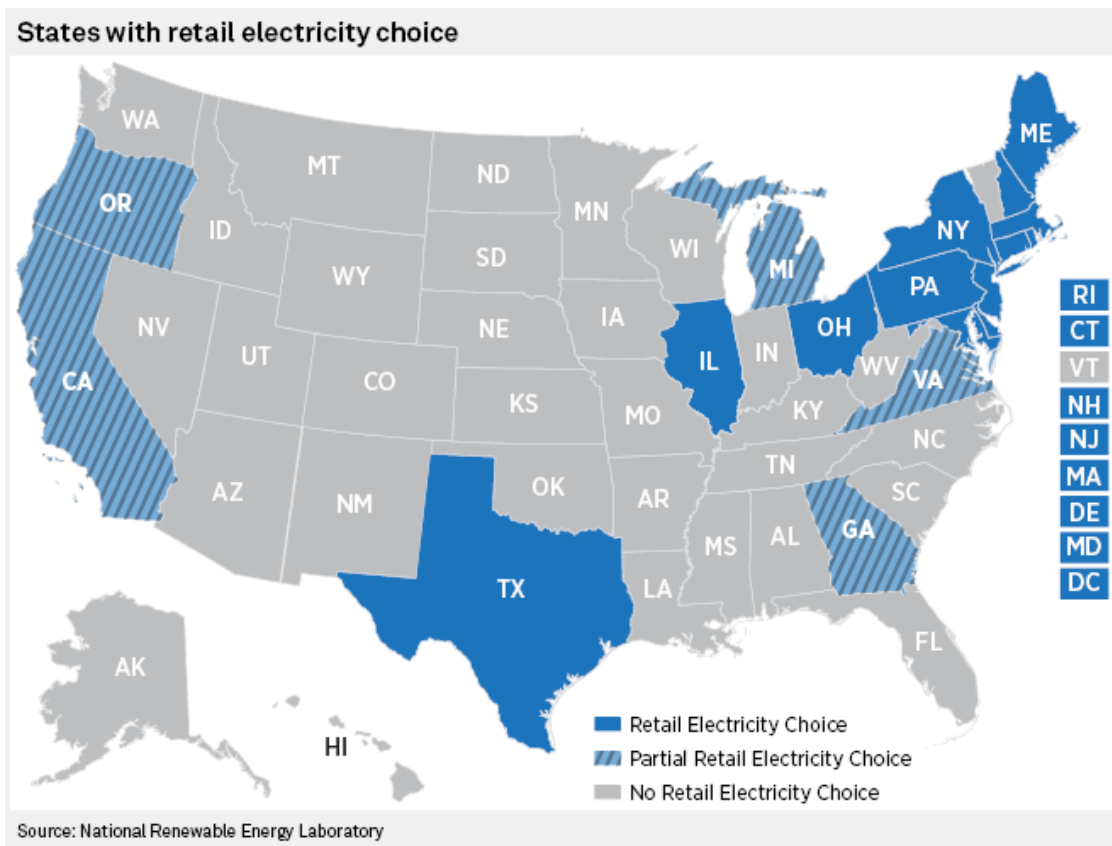 States with retail electricity choice
WA
MT
ND
MN
ME
OR
ID
SD
WI
NY
WY
MI
PA
RI
NV
NE
IA
OH
CT
UT
IL
IN
WV
VT
CA
CO
KS
MO
KY
VA
NH
NJ
NC
TN
MA
AZ
NM
OK
AR
SC
DE
MS
AL
GA
MD
TX
LA
DC
FL
AK
HI
Retail Electricity Choice
Partial Retail Electricity Choice
No Retail Electricity Choice
Source: National Renewable Energy Laboratory